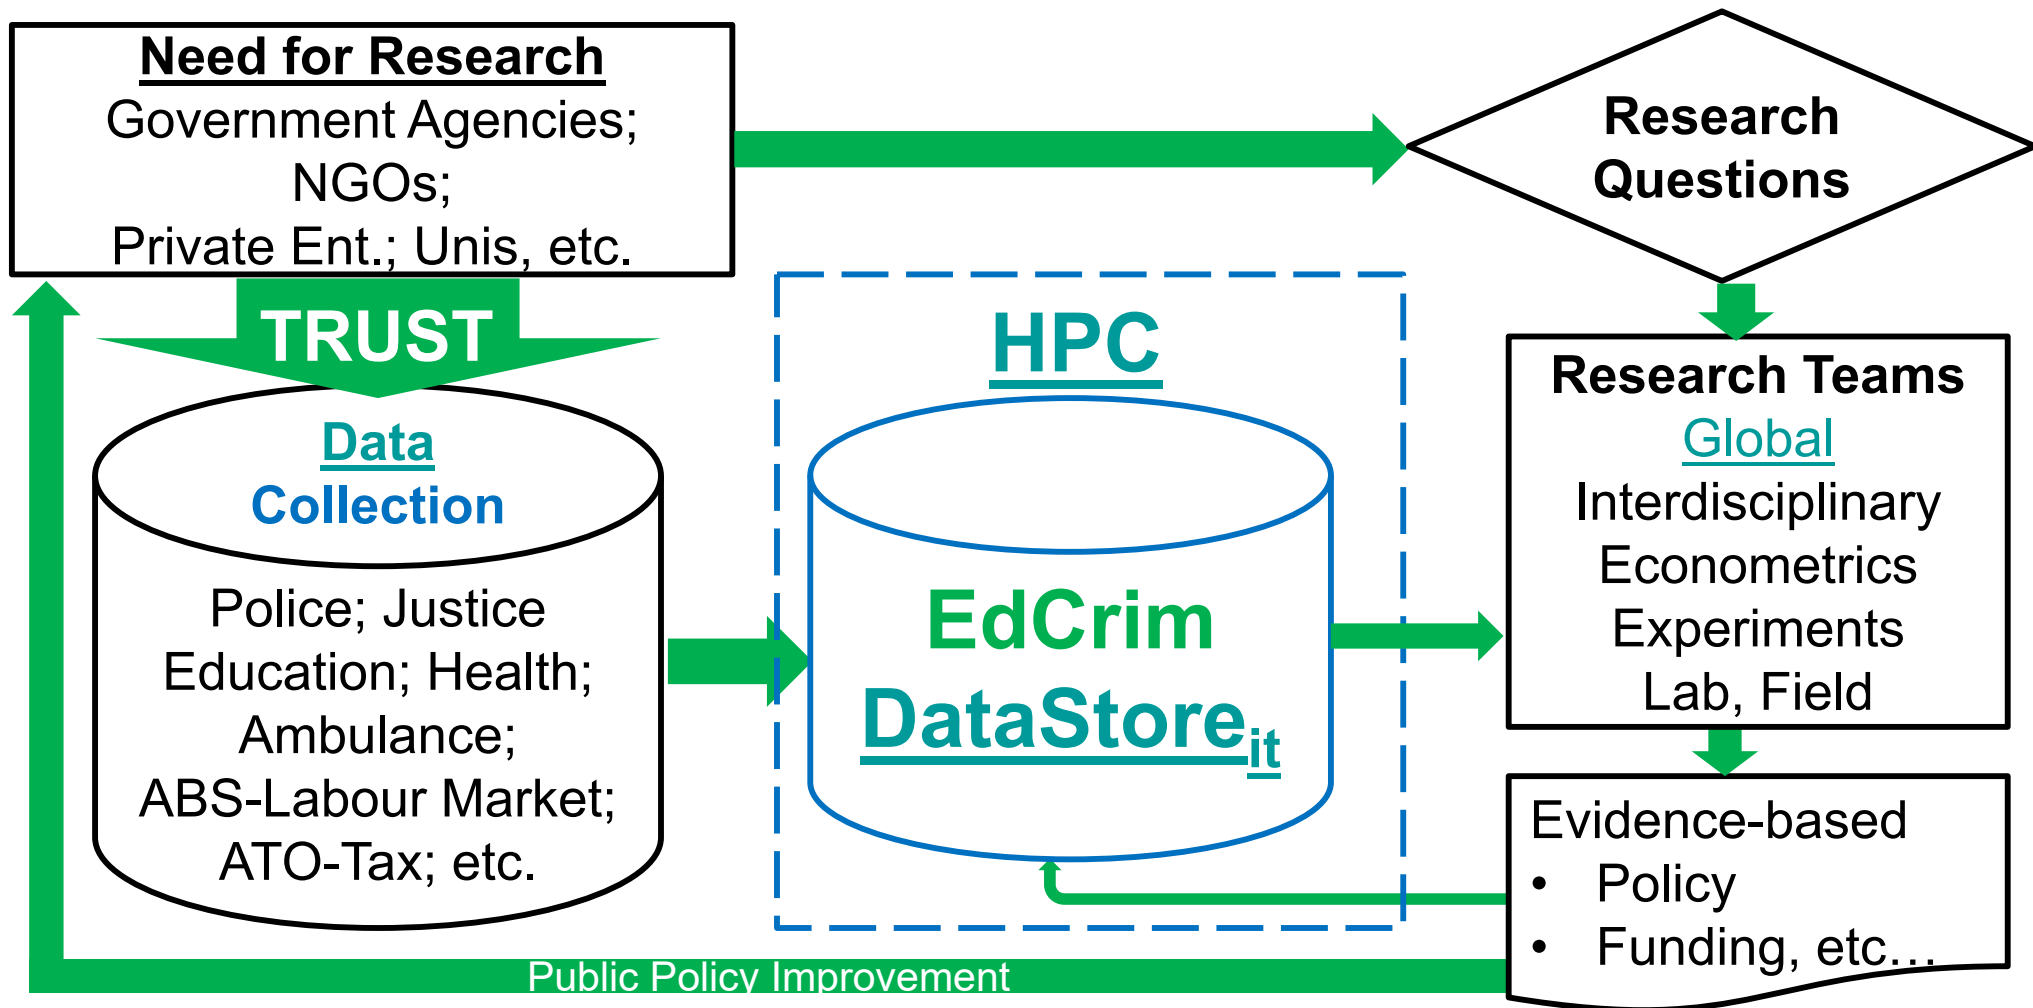 Need for Research
Government Agencies;
NGOs;
Private Ent.; Unis, etc.
Research
Questions
TRUST
Data
Collection
Police; Justice
Education; Health;
Ambulance;
ABS-Labour Market;
ATO-Tax; etc.
HPC
EdCrim
DataStoreit
Research Teams
Global
Interdisciplinary
Econometrics
Experiments
Lab, Field
Evidence-based
• Policy
• Funding, etc…
Public Policy Improvement